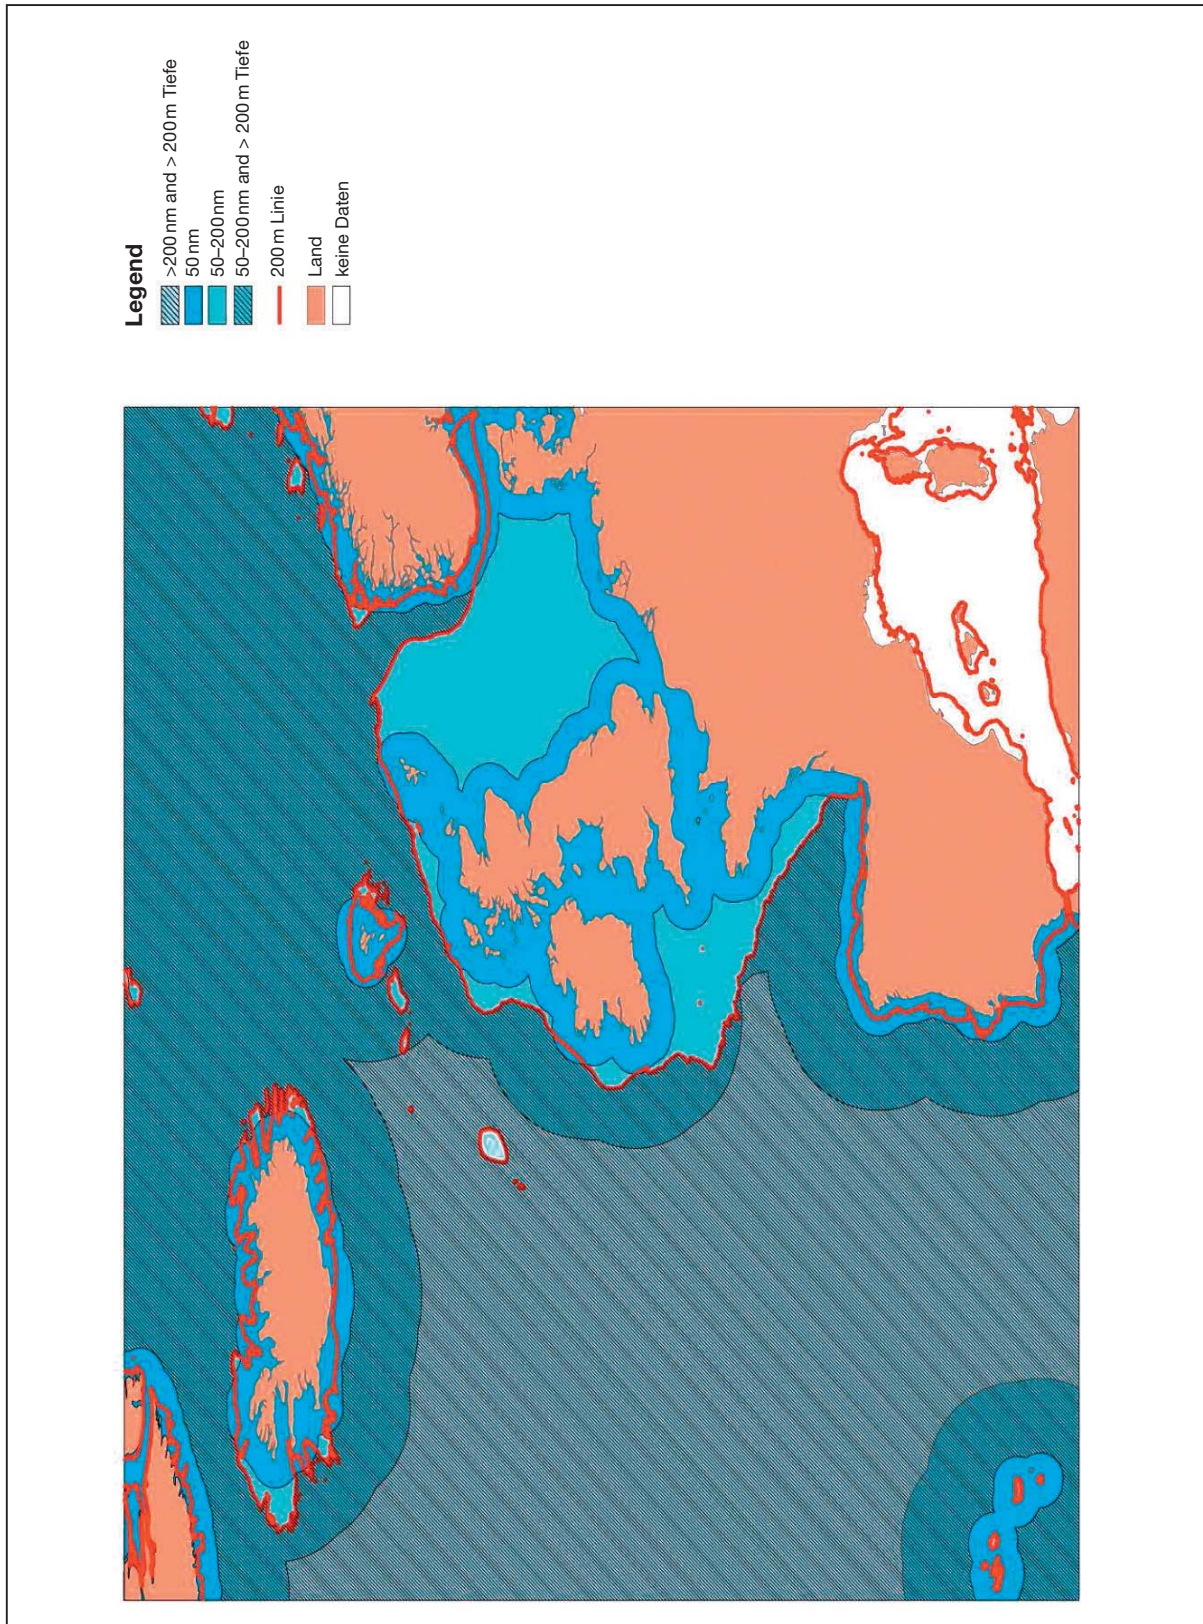 Legend
>200 nm and > 200 m Tiefe
50 nm
50–200 nm
50–200 nm and > 200 m Tiefe
200 m Linie
Land
keine Daten